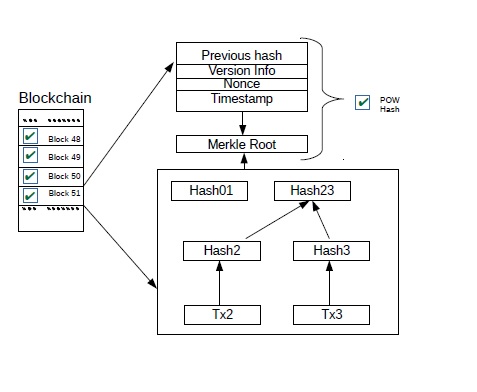 Previous hash
Version Info
Nonce
Timestamp
Merkle Root
POW
Hash
Blockchain
... .......
Block 48
Block 49
Block 50
Block 51
... .......
Hash01
Hash23
Hash2
Hash3
Tx2
Tx3